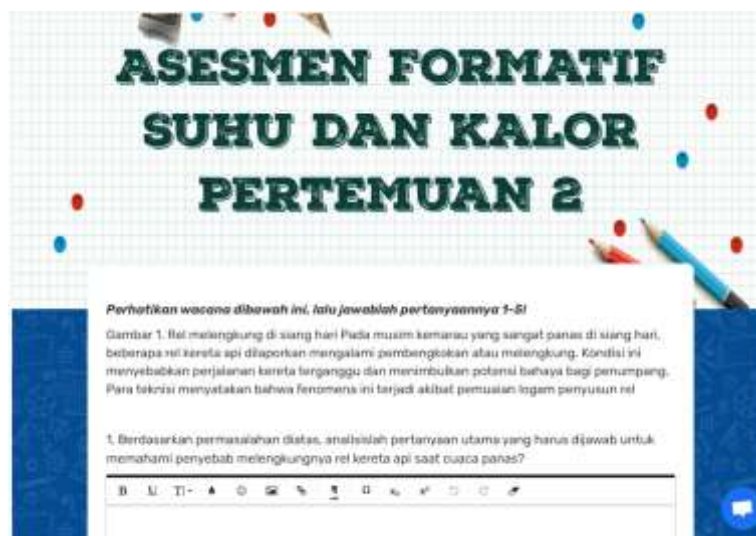 ASESMEN FORMATIF
SUHU DAN KALOR
PERTEMUAN 2
Perhatikan wacana dibawah ini, lalu jawablah pertanyaannya 1-5!
Gambar 1. Rel melengkung di siang hari Pada musim kemarau yang sangat panas di siang hari,
beberapa rel kereta api dilaporkan mengalami pembengkokan atau melengkung. Kondisi ini
menyebabkan perjalanan kereta terganggu dan menimbulkan potensi bahaya bagi penumpang.
Para teknisi menyatakan bahwa fenomena ini terjadi akibat pemuaian logam penyusun rel
1. Berdasarkan permasalahan diatas, analisislah pertanyaan utama yang harus dijawab untuk
memahami penyebab melengkungnya rel kereta api saat cuaca panas?